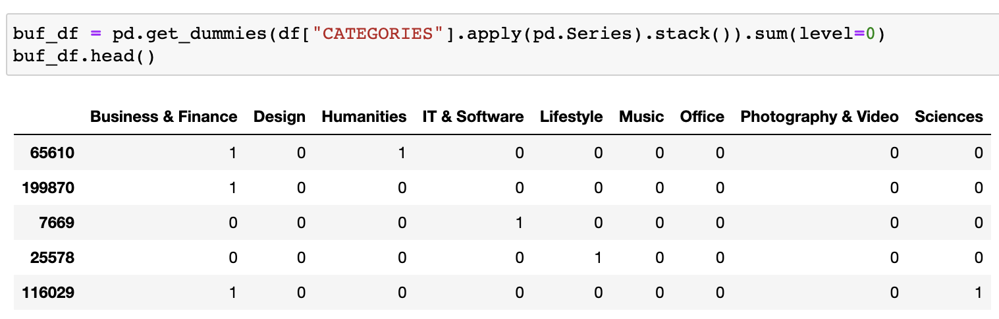 buf_df = pd.get_dummies(df["CATEGORIES"].apply(pd.Series).stack()).sum(level=0)
buf_df.head()
Business & Finance Design Humanities IT & Software Lifestyle Music Office Photography & Video Sciences
65610 1 0 1 0 0 0 0 0 0
199870 1 0 0 0 0 0 0 0 0
7669 0 0 0 1 0 0 0 0 0
25578 0 0 0 0 1 0 0 0 0
116029 1 0 0 0 0 0 0 0 1